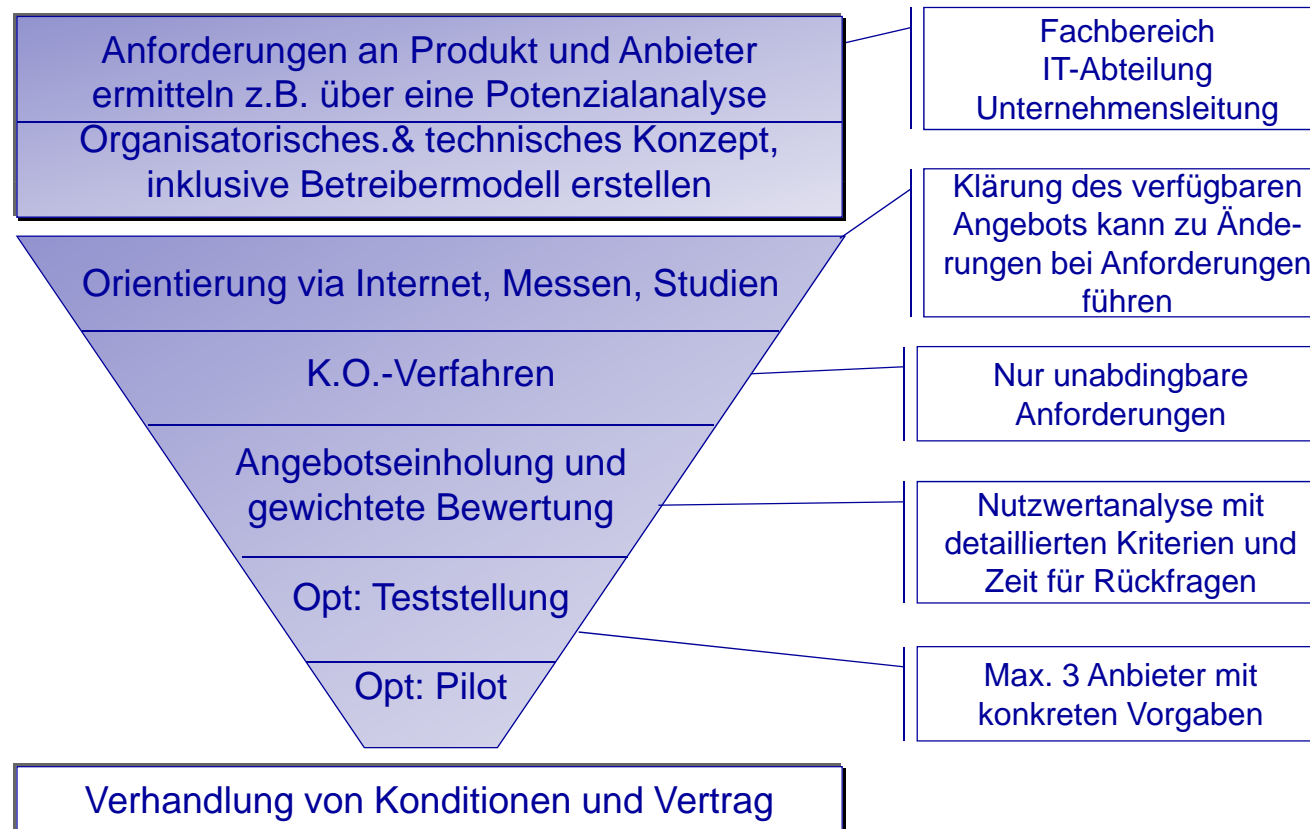 Anforderungen an Produkt und Anbieter
ermitteln z.B. über eine Potenzialanalyse
Organisatorisches.& technisches Konzept,
inklusive Betreibermodell erstellen
Fachbereich
IT-Abteilung
Unternehmensleitung
Orientierung via Internet, Messen, Studien
Klärung des verfügbaren
Angebots kann zu Ände-
rungen bei Anforderungen
führen
K.O.-Verfahren
Nur unabdingbare
Anforderungen
Angebotseinholung und
gewichtete Bewertung
Nutzwertanalyse mit
detaillierten Kriterien und
Zeit für Rückfragen
Opt: Teststellung
Max. 3 Anbieter mit
konkreten Vorgaben
Opt: Pilot
Verhandlung von Konditionen und Vertrag